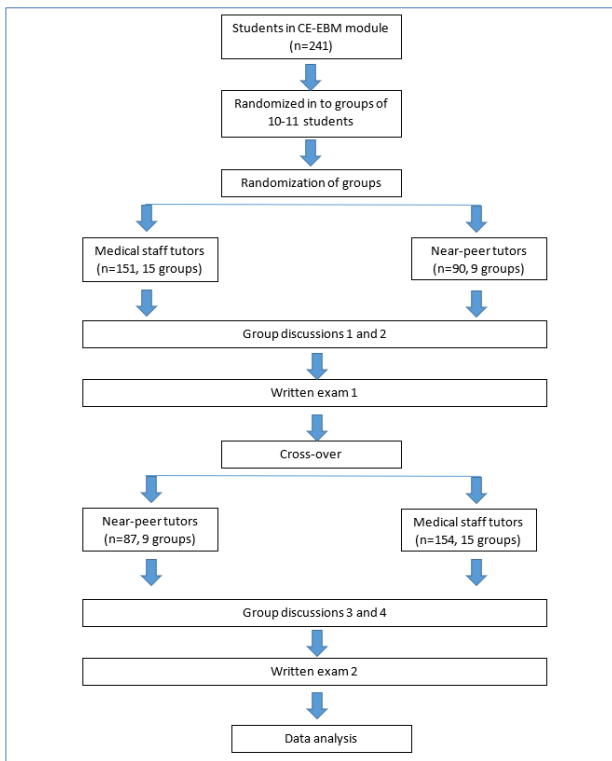 Students in CE-EBM module
(n=241)
Randomized in to groups of
10-11 students
Randomization of groups
Medical staff tutors
(n=151, 15 groups)
Near-peer tutors
(n=90, 9 groups)
Group discussions 1 and 2
Written exam 1
Cross-over
Near-peer tutors
(n=87, 9 groups)
Medical staff tutors
(n=154, 15 groups)
Group discussions 3 and 4
Written exam 2
Data analysis